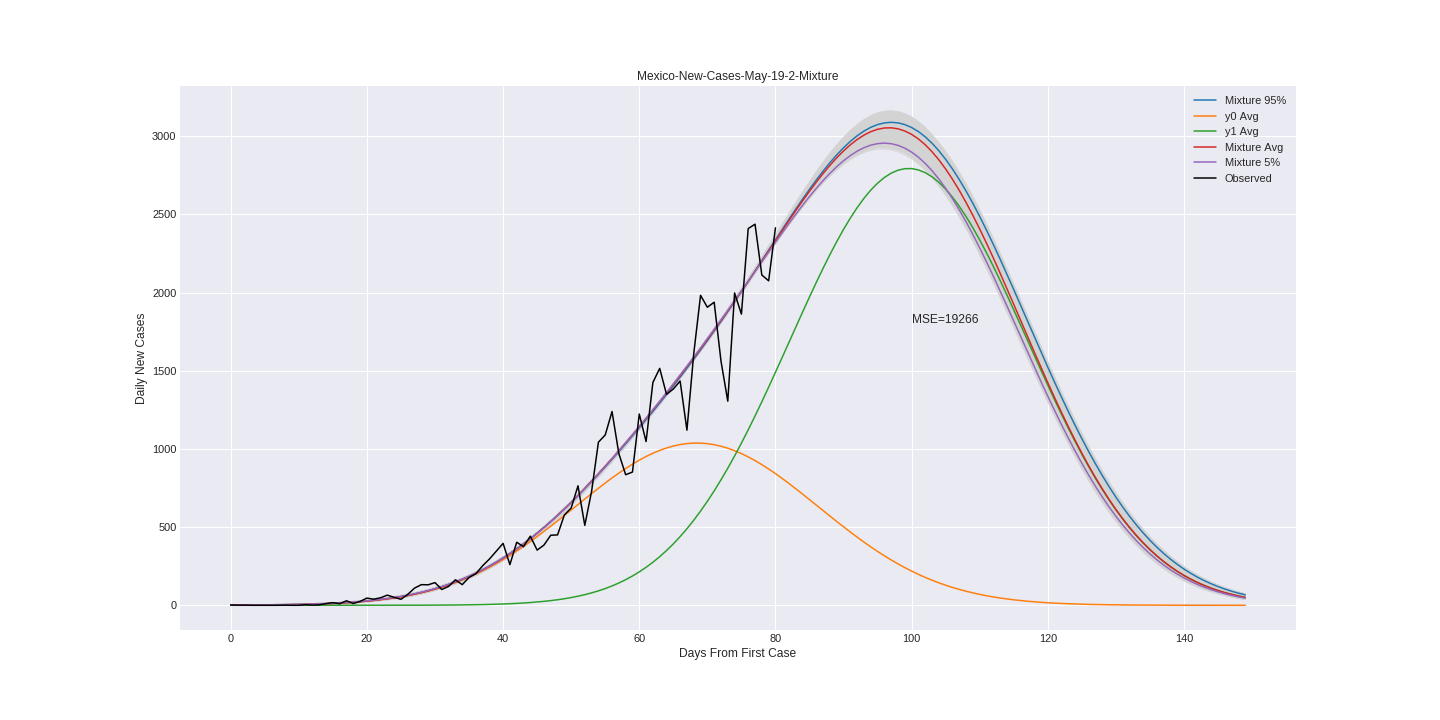 Mexico-New-Cases-May-19-2-Mixture
Mixture 95%
y0 Avg
y1 Avg
Mixture Avg
Mixture 5%
Observed
3000
2500
2000
1500
1000
500
0
Daily New Cases
MSE=19266
0 20 40 60 80 100 120 140
Days From First Case